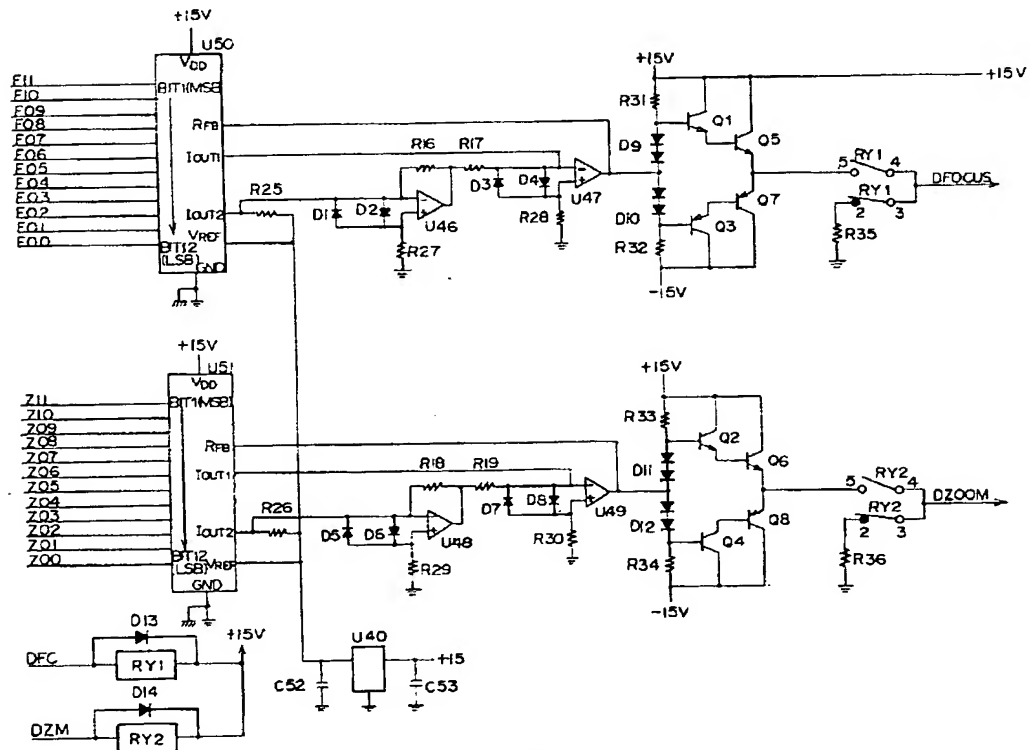 +15V
U50
VDD
BIT1(MSB
F11
F10
F09
F08
F07
F06
F05
F04
F03
F02
F01
F00
RFB
IOUT1
IOUT2
VREF
BIT12
(LSB)
GND
R25
D1
D2
R16
R17
U46
R27
D3
D4
U47
R28
+15V
+15V
R31
Q1
Q5
D9
D10
Q7
Q3
R32
-15V
5
RY1
4
RY1
2
3
R35
DFOCUS
+15V
U51
VDD
BIT1(MSB)
Z11
Z10
Z09
Z08
Z07
Z06
Z05
Z04
Z03
Z02
Z01
Z00
RFB
IOUT1
IOUT2
VREF
BIT12
(LSB)
GND
R26
D5
D6
R18
R19
U48
R29
D7
D8
U49
R30
+15V
R33
Q2
Q6
D11
D12
Q8
Q4
R34
-15V
5
RY2
4
RY2
2
3
R36
DZOOM
D13
+15V
DFC
RY1
D14
DZM
RY2
U40
+15
C52
C53